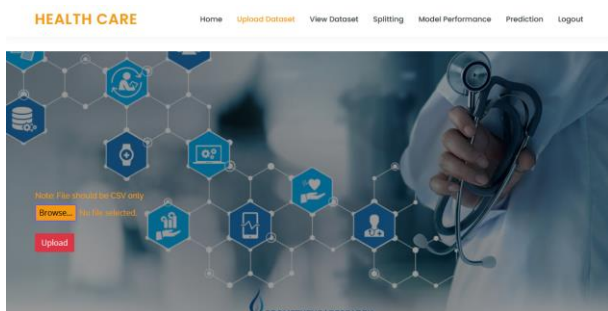 HEALTH CARE
Home Upload Dataset View Dataset Splitting Model Performance Prediction Logout
Note: File should be CSV only
Browse... No file selected.
Upload